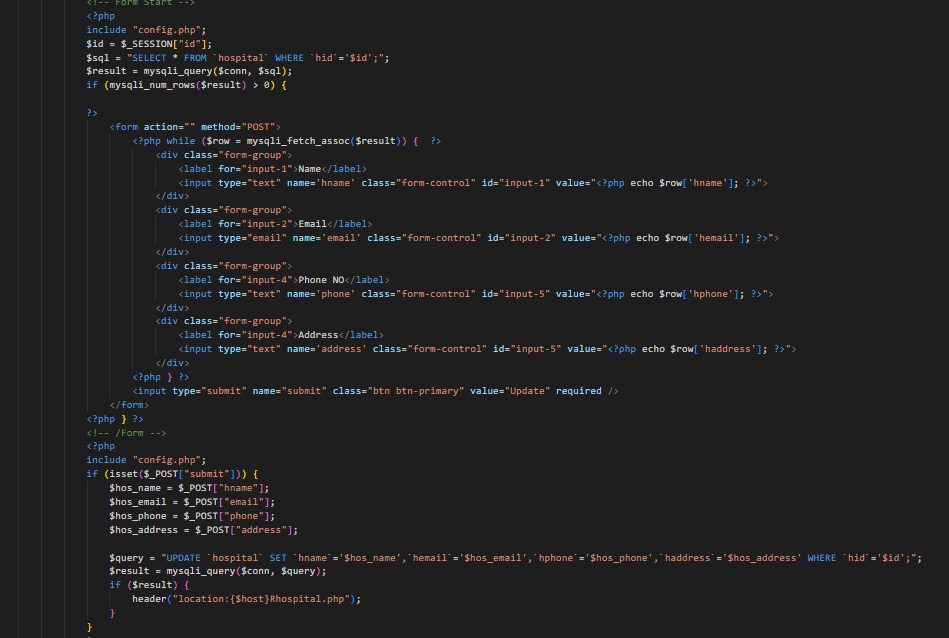 <!-- Form Start -->
<?php
include "config.php";
$id = $_SESSION["id"];
$sql = "SELECT * FROM `hospital` WHERE `hid`='$id';";
$result = mysqli_query($conn, $sql);
if (mysqli_num_rows($result) > 0) {
?>
<form action="" method="POST">
<?php while ($row = mysqli_fetch_assoc($result)) {  ?>
<div class="form-group">
<label for="input-1">Name</label>
<input type="text" name='hname' class="form-control" id="input-1" value="<?php echo $row['hname']; ?>">
</div>
<div class="form-group">
<label for="input-2">Email</label>
<input type="email" name='email' class="form-control" id="input-2" value="<?php echo $row['hemail']; ?>">
</div>
<div class="form-group">
<label for="input-4">Phone NO</label>
<input type="text" name='phone' class="form-control" id="input-5" value="<?php echo $row['hphone']; ?>">
</div>
<div class="form-group">
<label for="input-4">Address</label>
<input type="text" name='address' class="form-control" id="input-5" value="<?php echo $row['haddress']; ?>">
</div>
<?php } ?>
<input type="submit" name="submit" class="btn btn-primary" value="Update" required />
</form>
<?php } ?>
<!-- /Form -->
<?php
include "config.php";
if (isset($_POST["submit"])) {
$hos_name = $_POST["hname"];
$hos_email = $_POST["email"];
$hos_phone = $_POST["phone"];
$hos_address = $_POST["address"];
$query = "UPDATE `hospital` SET `hname`='$hos_name',`hemail`='$hos_email',`hphone`='$hos_phone',`haddress`='$hos_address' WHERE `hid`='$id';";
$result = mysqli_query($conn, $query);
if ($result) {
header("location:{$host}Rhospital.php");
}
}